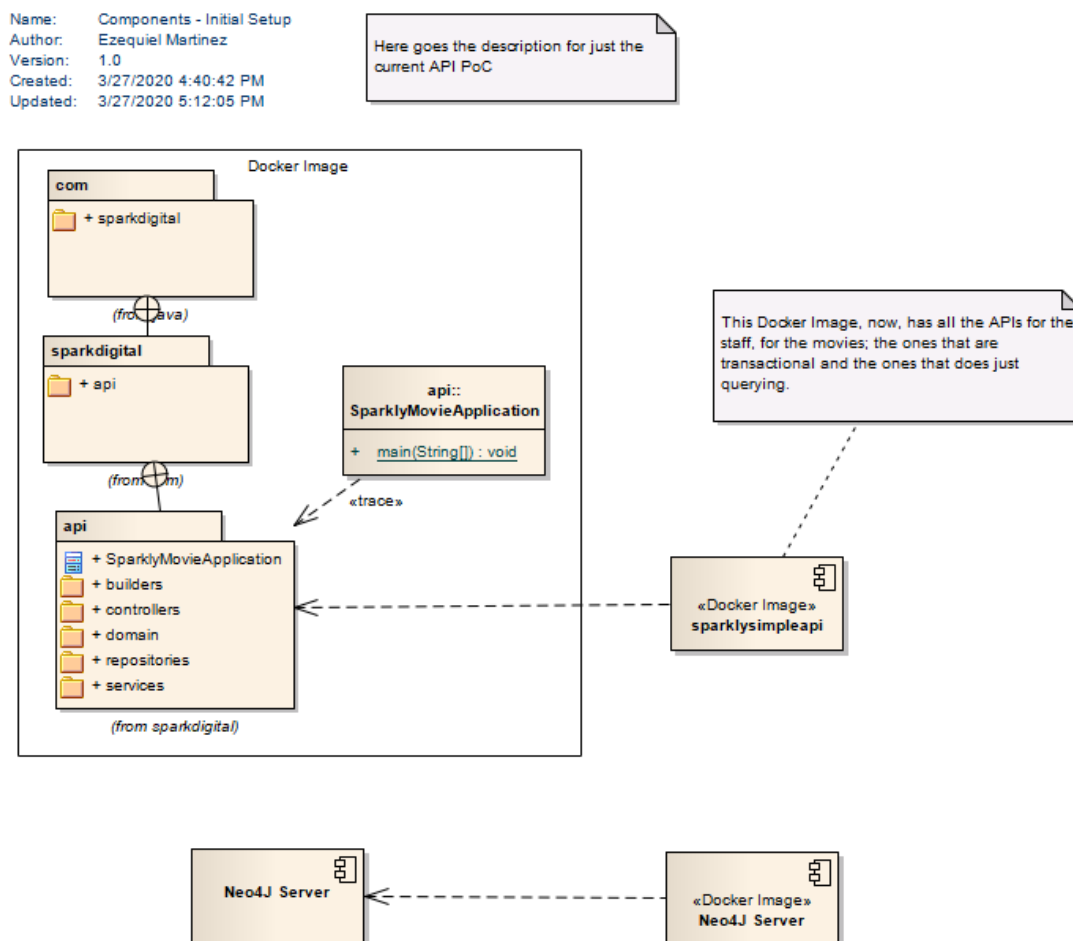 Name: Components - Initial Setup
Author: Ezequiel Martinez
Version: 1.0
Created: 3/27/2020 4:40:42 PM
Updated: 3/27/2020 5:12:05 PM
Here goes the description for just the
current API PoC
Docker Image
com
+ sparkdigital
(from java)
sparkdigital
+ api
(from com)
api::
SparklyMovieApplication
+ main(String[]) : void
«trace»
api
+ SparklyMovieApplication
+ builders
+ controllers
+ domain
+ repositories
+ services
(from sparkdigital)
This Docker Image, now, has all the APIs for the
staff, for the movies; the ones that are
transactional and the ones that does just
querying.
«Docker Image»
sparklysimpleapi
Neo4J Server
«Docker Image»
Neo4J Server